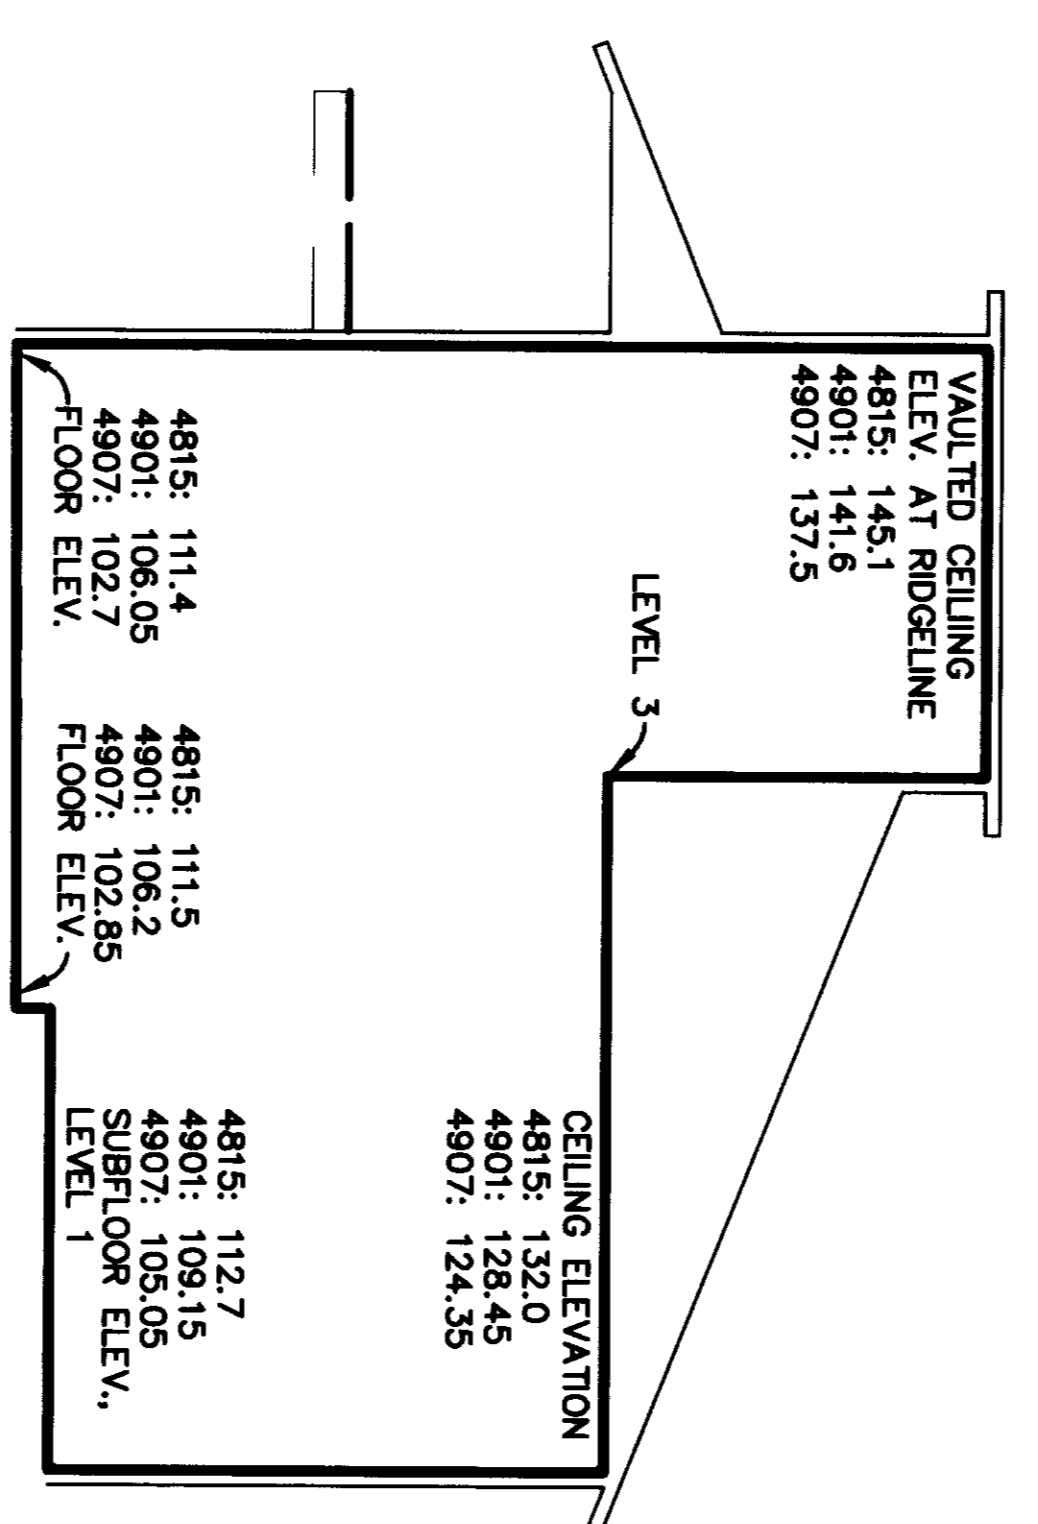 VAULTED CEILING
ELEV. AT RIDGELINE
4815: 145.1
4901: 141.6
4907: 137.5
LEVEL 3
CEILING ELEVATION
4815: 132.0
4901: 128.45
4907: 124.35
4815: 111.4
4901: 106.05
4907: 102.7
FLOOR ELEV.
4815: 111.5
4901: 106.2
4907: 102.85
FLOOR ELEV.
4815: 112.7
4901: 109.15
4907: 105.05
SUBFLOOR ELEV.,
LEVEL 1